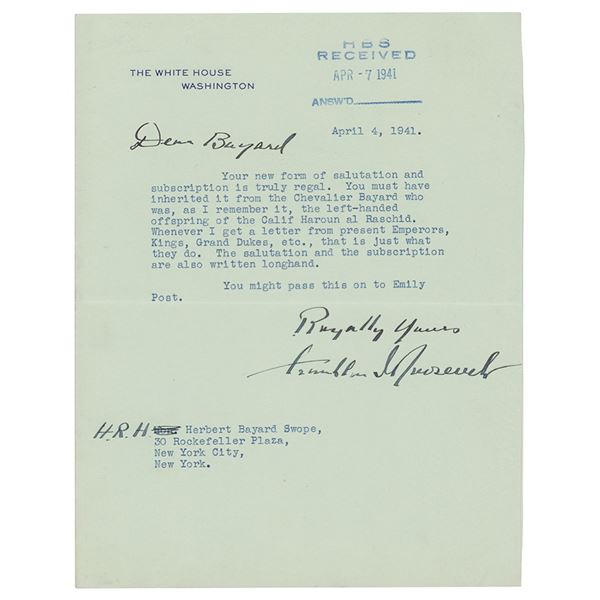 HBS
RECEIVED
APR -7 1941
ANSW'D
THE WHITE HOUSE
WASHINGTON
April 4, 1941.
Dear Bayard
Your new form of salutation and
subscription is truly regal. You must have
inherited it from the Chevalier Bayard who
was, as I remember it, the left-handed
offspring of the Calif Haroun al Raschid.
Whenever I get a letter from present Emperors,
Kings, Grand Dukes, etc., that is just what
they do. The salutation and the subscription
are also written longhand.
You might pass this on to Emily
Post.
Royally Yours
Franklin D Roosevelt
H.R.H. Herbert Bayard Swope,
30 Rockefeller Plaza,
New York City,
New York.